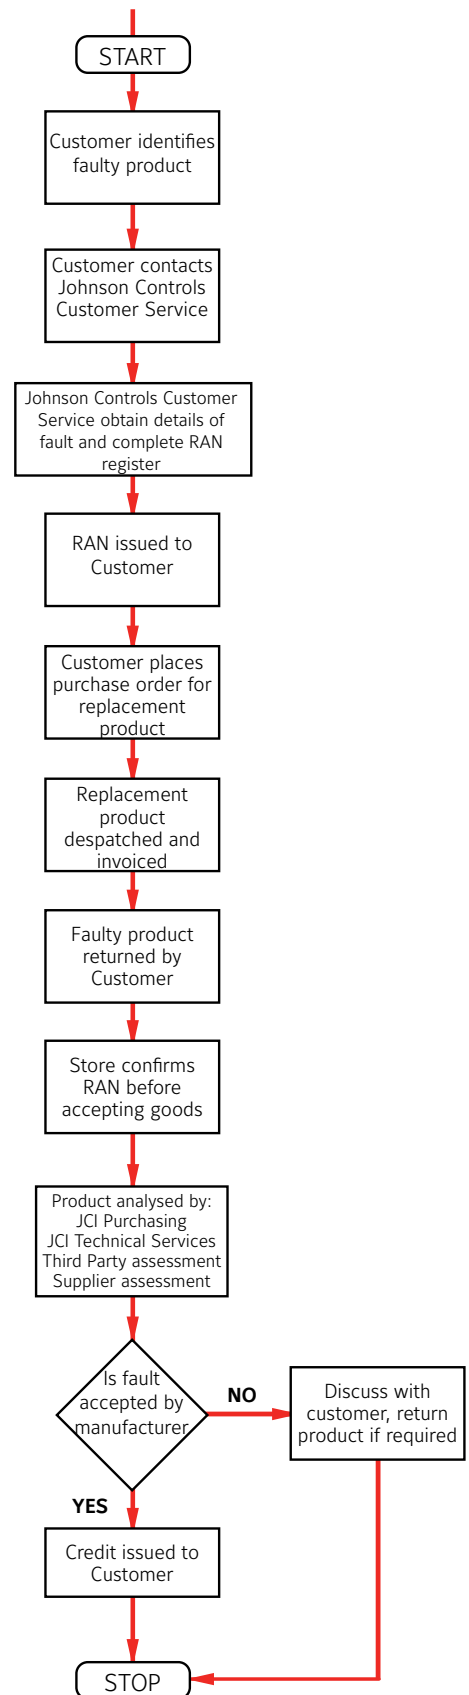 START
Customer identifies
faulty product
Customer contacts
Johnson Controls
Customer Service
Johnson Controls Customer
Service obtain details of
fault and complete RAN
register
RAN issued to
Customer
Customer places
purchase order for
replacement
product
Replacement
product
despatched and
invoiced
Faulty product
returned by
Customer
Store confirms
RAN before
accepting goods
Product analysed by:
JCI Purchasing
JCI Technical Services
Third Party assessment
Supplier assessment
Is fault
accepted by
manufacturer
NO
Discuss with
customer, return
product if required
YES
Credit issued to
Customer
STOP